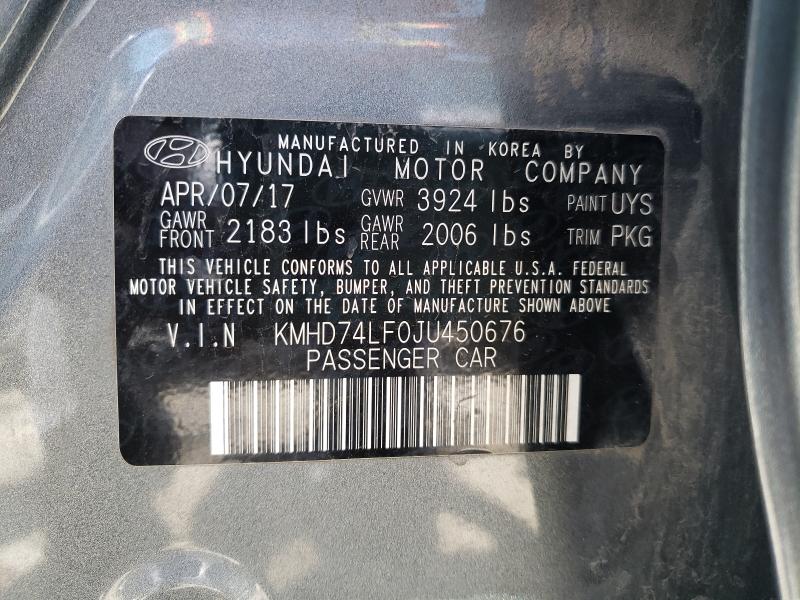 MANUFACTURED IN KOREA BY
HYUNDAI MOTOR COMPANY
APR/07/17 GVWR 3924 lbs PAINT UYS
GAWR FRONT 2183 lbs GAWR REAR 2006 lbs TRIM PKG
THIS VEHICLE CONFORMS TO ALL APPLICABLE U.S.A. FEDERAL
MOTOR VEHICLE SAFETY, BUMPER, AND THEFT PREVENTION STANDARDS
IN EFFECT ON THE DATE OF MANUFACTURE SHOWN ABOVE
V.I.N KMHD74LF0JU450676
PASSENGER CAR